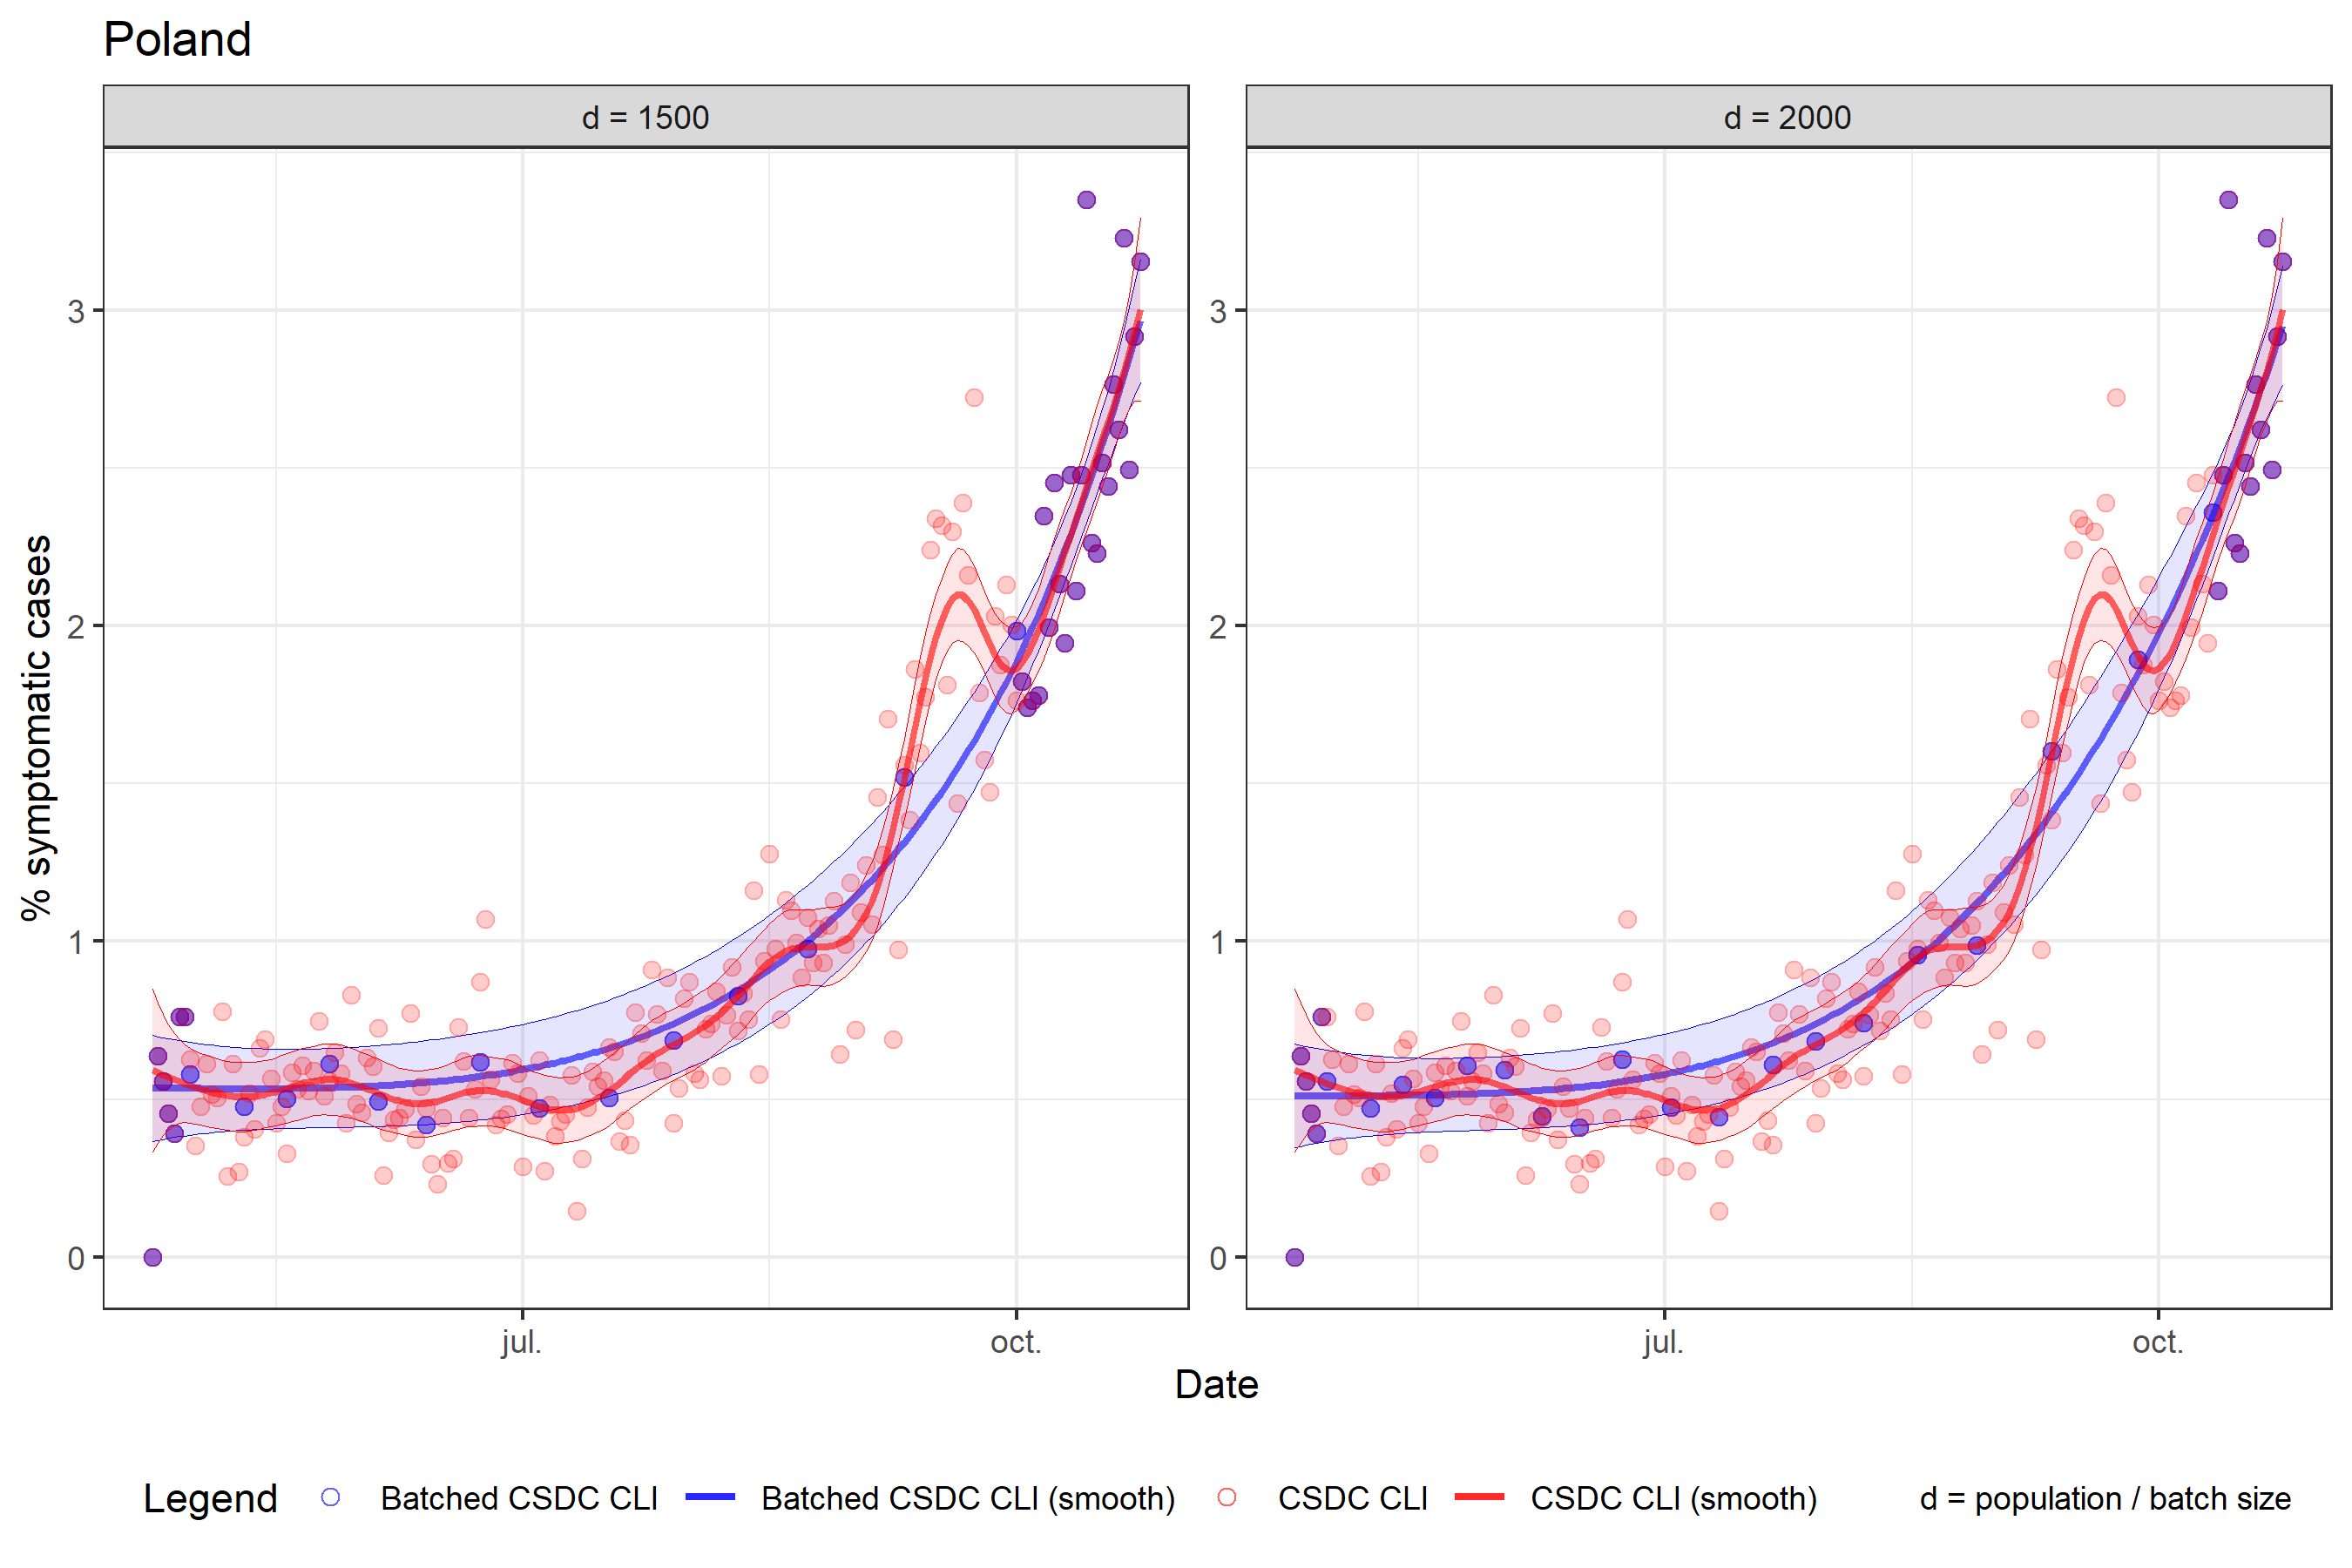 Poland
d = 1500
d = 2000
% symptomatic cases
3
2
1
0
3
2
1
0
jul.
oct.
jul.
oct.
Date
Legend
Batched CSDC CLI
Batched CSDC CLI (smooth)
CSDC CLI
CSDC CLI (smooth)
d = population / batch size